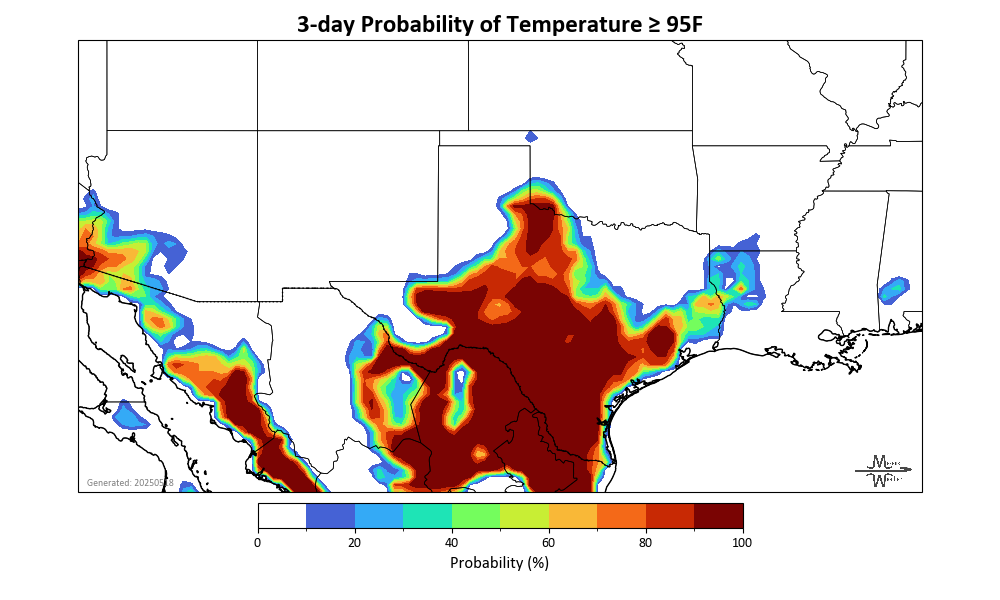 3-day Probability of Temperature ≥ 95F
Generated: 20250518
0 20 40 60 80 100
Probability (%)